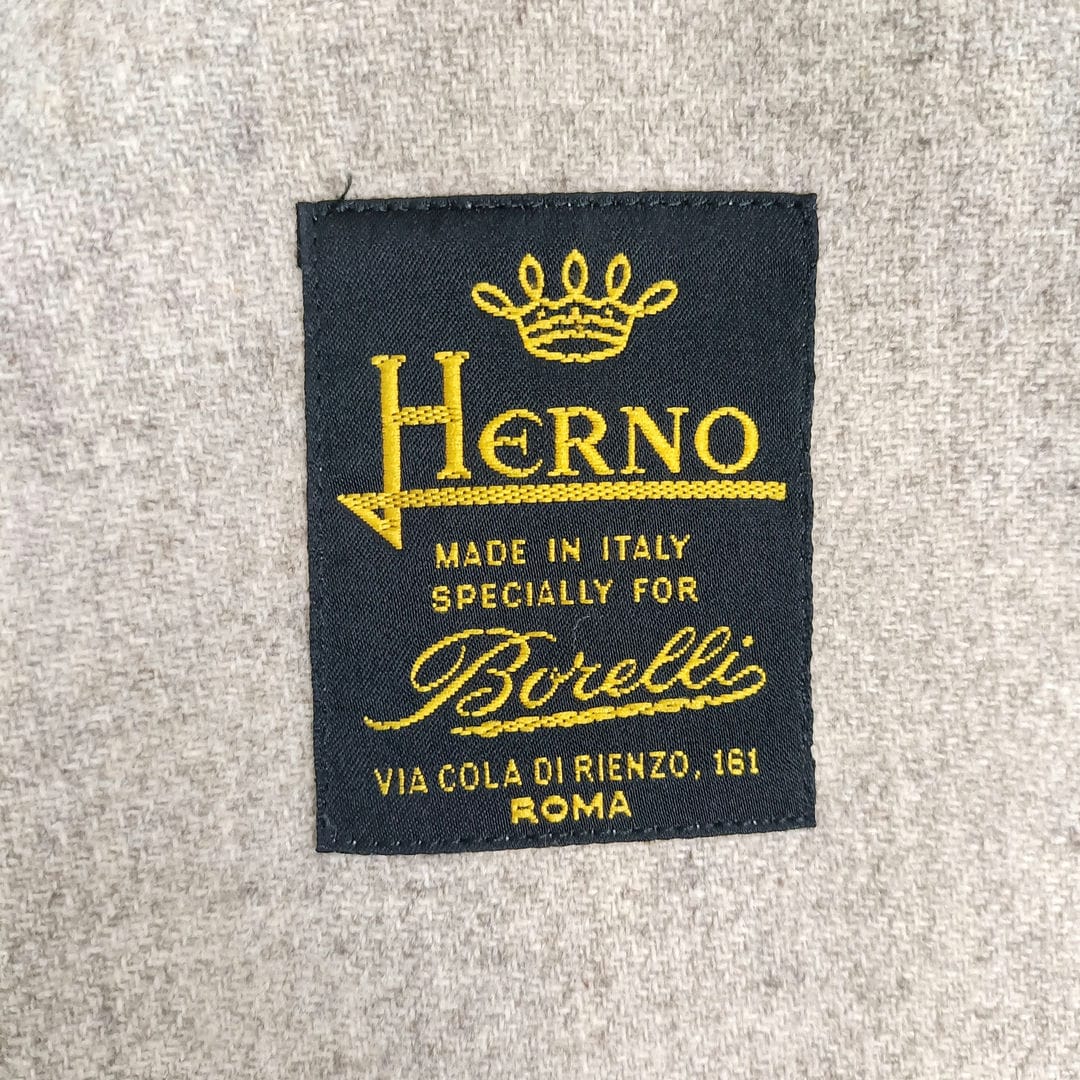 HERNO
MADE IN ITALY
SPECIALLY FOR
Borelli
VIA COLA DI RIENZO, 161
ROMA